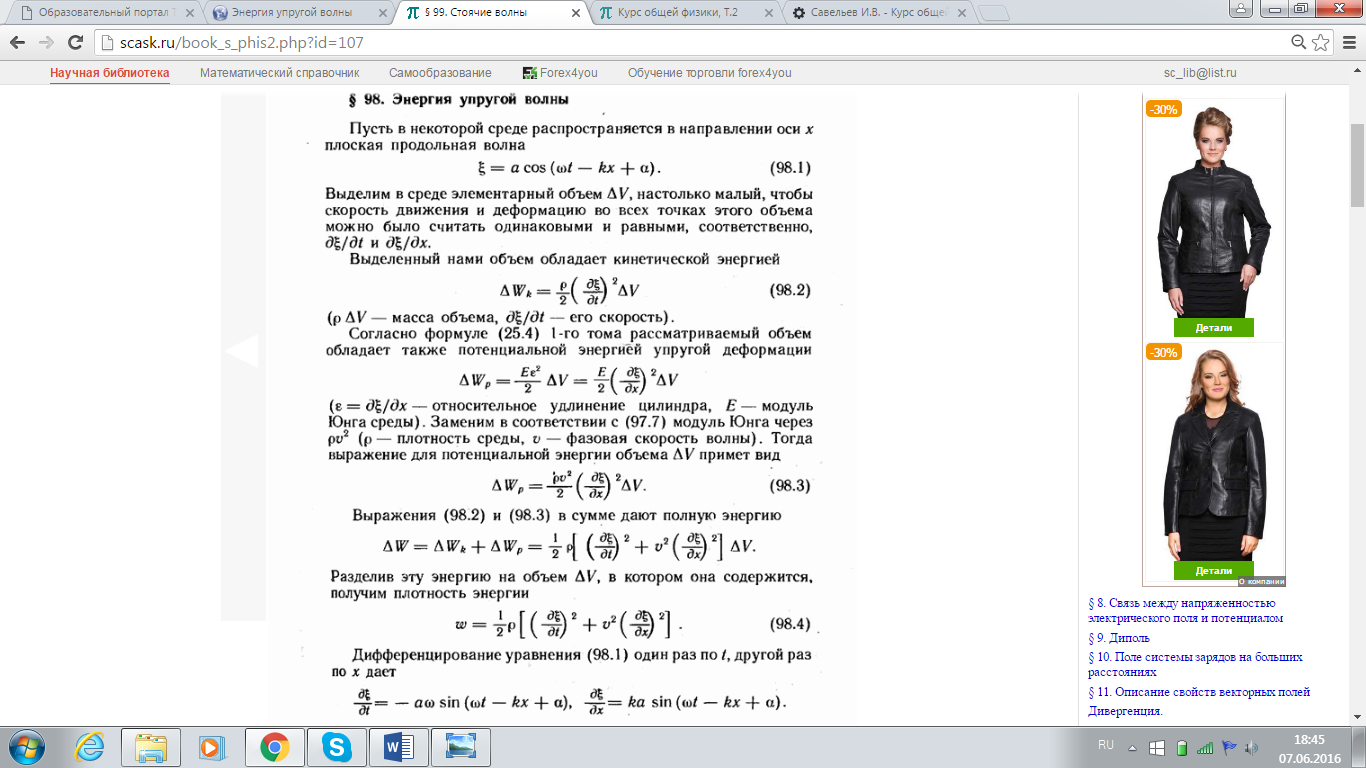 Образовательный портал Т
Энергия упругой волны
§ 99. Стоячие волны
Курс общей физики, Т.2
Савельев И.В. - Курс общей
scask.ru/book_s_phis2.php?id=107
Научная библиотека Математический справочник Самообразование Forex4you Обучение торговли forex4you sc_lib@list.ru
§ 98. Энергия упругой волны
Пусть в некоторой среде распространяется в направлении оси x
плоская продольная волна
ξ = a cos (ωt — kx + α). (98.1)
Выделим в среде элементарный объем ΔV, настолько малый, чтобы
скорость движения и деформацию во всех точках этого объема
можно было считать одинаковыми и равными, соответственно,
∂ξ/∂t и ∂ξ/∂x.
Выделенный нами объем обладает кинетической энергией
ΔW_k = ρ/2 (∂ξ/∂t)² ΔV (98.2)
(ρ ΔV — масса объема, ∂ξ/∂t — его скорость).
Согласно формуле (25.4) 1-го тома рассматриваемый объем
обладает также потенциальной энергией упругой деформации
ΔW_p = Eε²/2 ΔV = E/2 (∂ξ/∂x)² ΔV
(ε = ∂ξ/∂x — относительное удлинение цилиндра, E — модуль
Юнга среды). Заменим в соответствии с (97.7) модуль Юнга через
ρv² (ρ — плотность среды, v — фазовая скорость волны). Тогда
выражение для потенциальной энергии объема ΔV примет вид
ΔW_p = ρv²/2 (∂ξ/∂x)² ΔV. (98.3)
Выражения (98.2) и (98.3) в сумме дают полную энергию
ΔW = ΔW_k + ΔW_p = 1/2 ρ[(∂ξ/∂t)² + v²(∂ξ/∂x)²] ΔV.
Разделив эту энергию на объем ΔV, в котором она содержится,
получим плотность энергии
w = 1/2 ρ[(∂ξ/∂t)² + v²(∂ξ/∂x)²]. (98.4)
Дифференцирование уравнения (98.1) один раз по t, другой раз
по x дает
∂ξ/∂t = — aω sin (ωt — kx + α), ∂ξ/∂x = ka sin (ωt — kx + α).
-30%
Детали
-30%
Детали
О компании
§ 8. Связь между напряженностью
электрического поля и потенциалом
§ 9. Диполь
§ 10. Поле системы зарядов на больших
расстояниях
§ 11. Описание свойств векторных полей
Дивергенция.
RU
18:45
07.06.2016